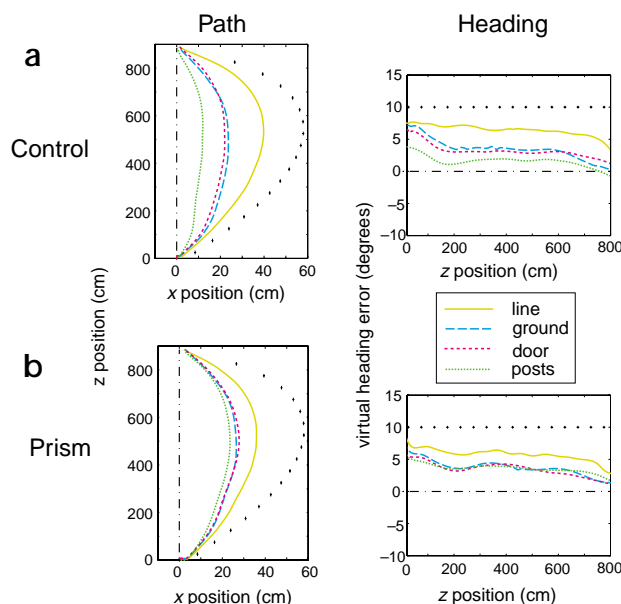 Path
Heading
a
Control
800
600
400
200
0
0 20 40 60
x position (cm)
15
10
5
0
−5
−10
0 200 400 600 800
z position (cm)
z position (cm)
virtual heading error (degrees)
line
ground
door
posts
b
Prism
800
600
400
200
0
0 20 40 60
x position (cm)
15
10
5
0
−5
−10
0 200 400 600 800
z position (cm)